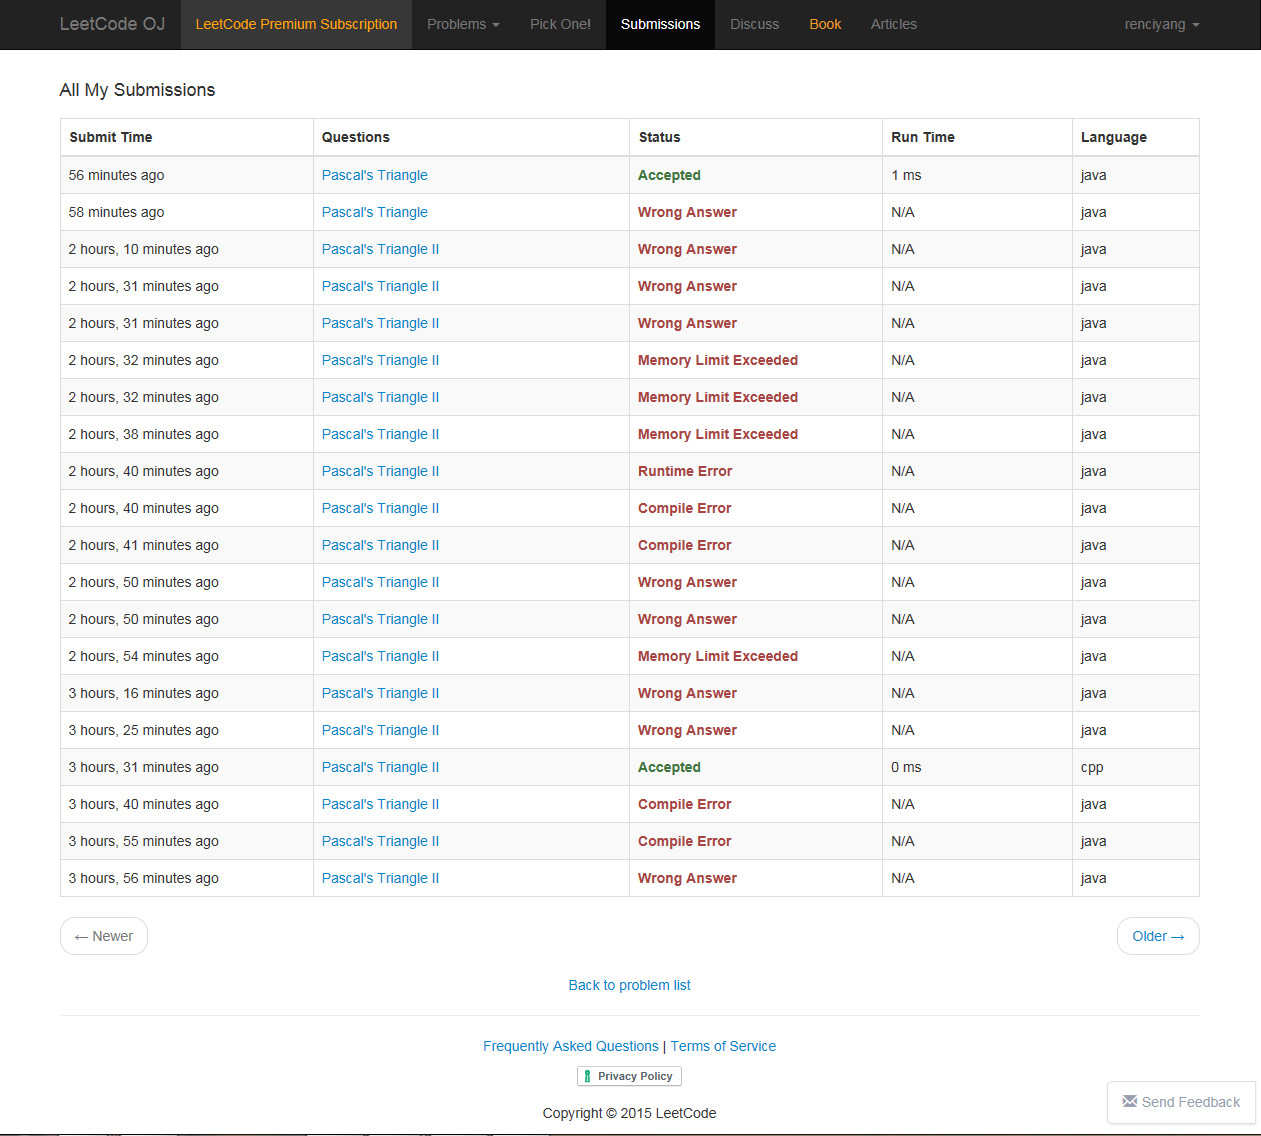 LeetCode OJ LeetCode Premium Subscription Problems Pick One! Submissions Discuss Book Articles renciyang
All My Submissions
Submit Time Questions Status Run Time Language
56 minutes ago Pascal's Triangle Accepted 1 ms java
58 minutes ago Pascal's Triangle Wrong Answer N/A java
2 hours, 10 minutes ago Pascal's Triangle II Wrong Answer N/A java
2 hours, 31 minutes ago Pascal's Triangle II Wrong Answer N/A java
2 hours, 31 minutes ago Pascal's Triangle II Wrong Answer N/A java
2 hours, 32 minutes ago Pascal's Triangle II Memory Limit Exceeded N/A java
2 hours, 32 minutes ago Pascal's Triangle II Memory Limit Exceeded N/A java
2 hours, 38 minutes ago Pascal's Triangle II Memory Limit Exceeded N/A java
2 hours, 40 minutes ago Pascal's Triangle II Runtime Error N/A java
2 hours, 40 minutes ago Pascal's Triangle II Compile Error N/A java
2 hours, 41 minutes ago Pascal's Triangle II Compile Error N/A java
2 hours, 50 minutes ago Pascal's Triangle II Wrong Answer N/A java
2 hours, 50 minutes ago Pascal's Triangle II Wrong Answer N/A java
2 hours, 54 minutes ago Pascal's Triangle II Memory Limit Exceeded N/A java
3 hours, 16 minutes ago Pascal's Triangle II Wrong Answer N/A java
3 hours, 25 minutes ago Pascal's Triangle II Wrong Answer N/A java
3 hours, 31 minutes ago Pascal's Triangle II Accepted 0 ms cpp
3 hours, 40 minutes ago Pascal's Triangle II Compile Error N/A java
3 hours, 55 minutes ago Pascal's Triangle II Compile Error N/A java
3 hours, 56 minutes ago Pascal's Triangle II Wrong Answer N/A java
← Newer Older →
Back to problem list
Frequently Asked Questions | Terms of Service
Privacy Policy
Send Feedback
Copyright © 2015 LeetCode